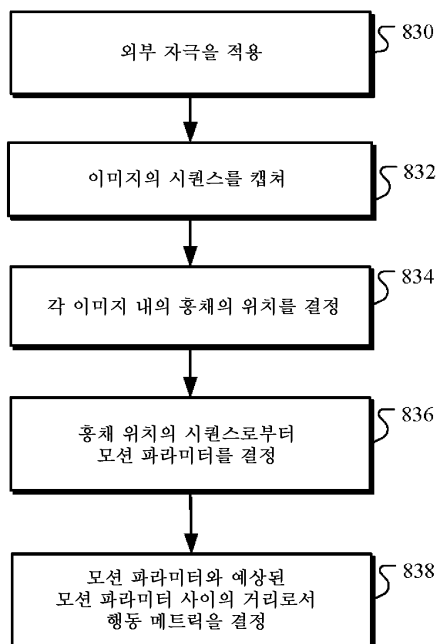 외부 자극을 적용
830
이미지의 시퀀스를 캡쳐
832
각 이미지 내의 홍채의 위치를 결정
834
홍채 위치의 시퀀스로부터
모션 파라미터를 결정
836
모션 파라미터와 예상된
모션 파라미터 사이의 거리로서
행동 메트릭을 결정
838